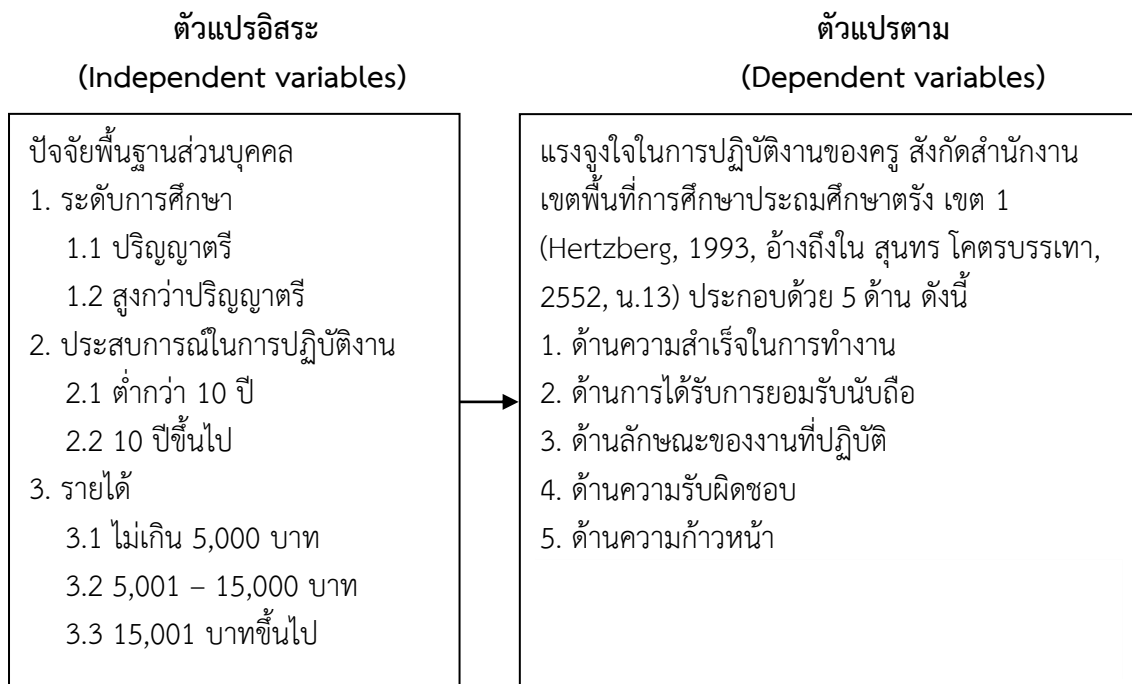 ตัวแปรอิสระ
(Independent variables)
ปัจจัยพื้นฐานส่วนบุคคล
1. ระดับการศึกษา
1.1 ปริญญาตรี
1.2 สูงกว่าปริญญาตรี
2. ประสบการณ์ในการปฏิบัติงาน
2.1 ต่ำกว่า 10 ปี
2.2 10 ปีขึ้นไป
3. รายได้
3.1 ไม่เกิน 5,000 บาท
3.2 5,001 – 15,000 บาท
3.3 15,001 บาทขึ้นไป
ตัวแปรตาม
(Dependent variables)
แรงจูงใจในการปฏิบัติงานของครู สังกัดสำนักงาน
เขตพื้นที่การศึกษาประถมศึกษาตรัง เขต 1
(Hertzberg, 1993, อ้างถึงใน สุนทร โคตรบรรเทา,
2552, น.13) ประกอบด้วย 5 ด้าน ดังนี้
1. ด้านความสำเร็จในการทำงาน
2. ด้านการได้รับการยอมรับนับถือ
3. ด้านลักษณะของงานที่ปฏิบัติ
4. ด้านความรับผิดชอบ
5. ด้านความก้าวหน้า